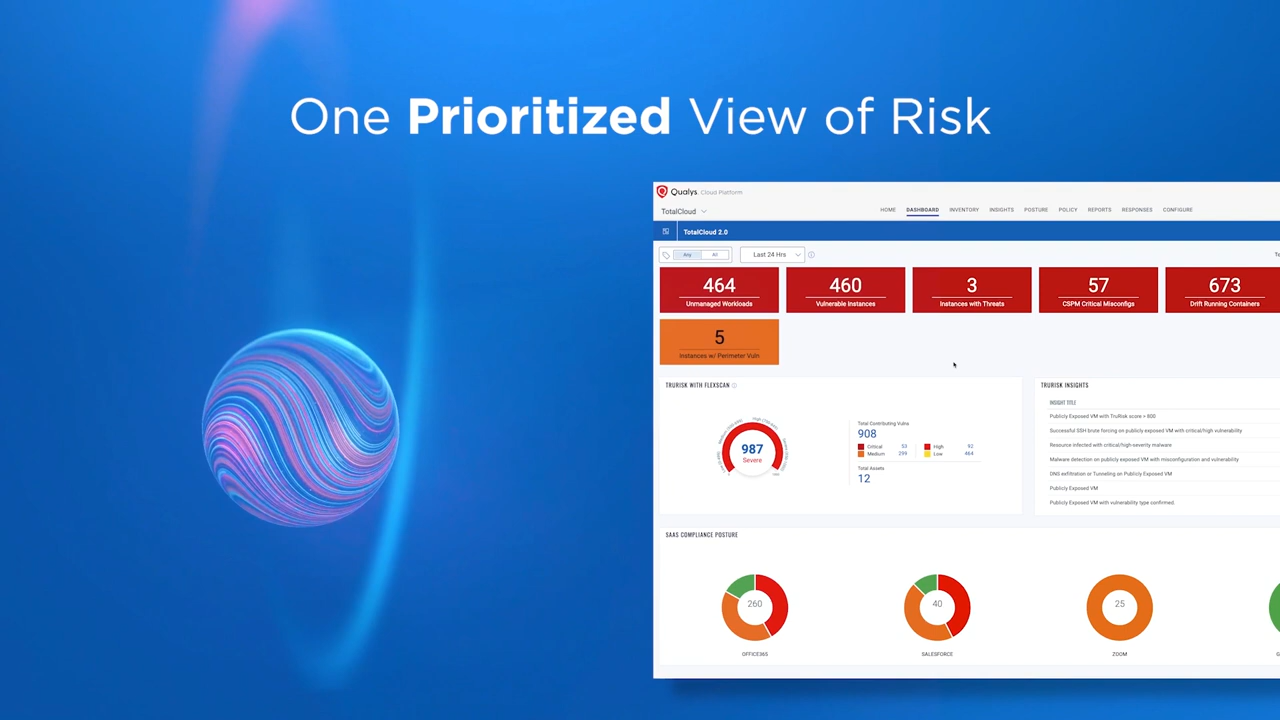 One Prioritized View of Risk
Qualys. Cloud Platform
TotalCloud
HOME DASHBOARD INVENTORY INSIGHTS POSTURE POLICY REPORTS RESPONSES CONFIGURE
TotalCloud 2.0
Any All Last 24 Hrs
464 460 3 57 673
Unmanaged Workloads Vulnerable Instances Instances with Threats CSPM Critical Misconfigs Drift Running Containers
5
Instances w/ Perimeter Vuln
TRURISK WITH FLEXSCAN
987
Severe
Total Contributing Vulns
908
Critical 53 High 92
Medium 299 Low 464
Total Assets
12
TRURISK INSIGHTS
INSIGHT TITLE
Publicly Exposed VM with TruRisk score > 800
Successful SSH brute forcing on publicly exposed VM with critical/high vulnerability
Resource infected with critical/high-severity malware
Malware detection on publicly exposed VM with misconfiguration and vulnerability
DNS exfiltration or Tunneling on Publicly Exposed VM
Publicly Exposed VM
Publicly Exposed VM with vulnerability type confirmed.
SAAS COMPLIANCE POSTURE
260 40 25
OFFICE365 SALESFORCE ZOOM